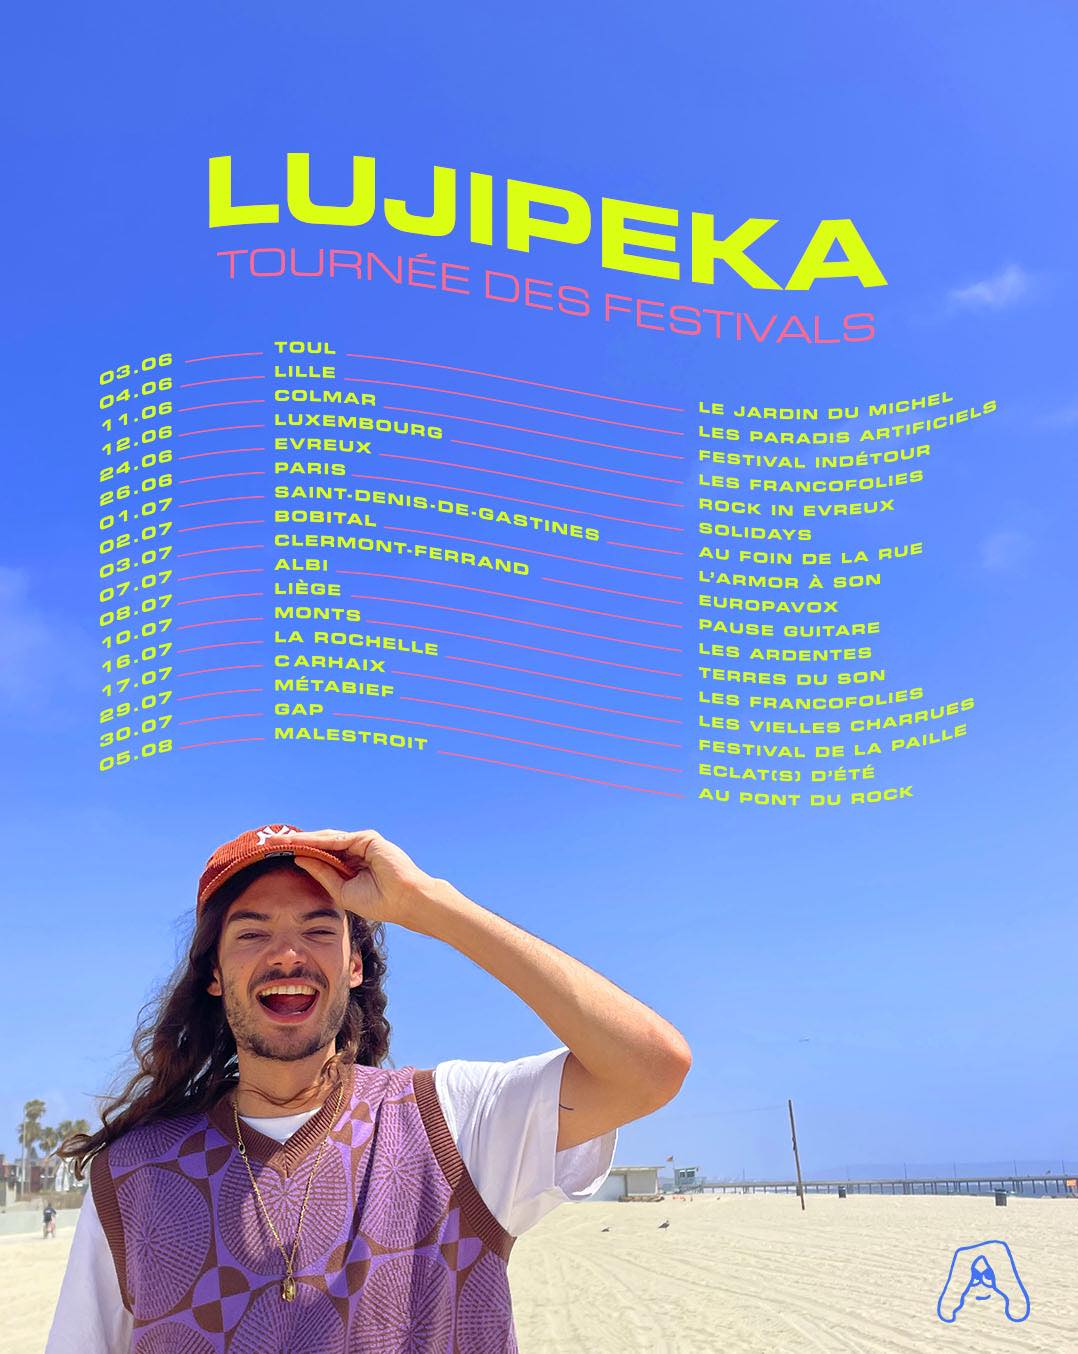 LUJIPEKA
TOURNÉE DES FESTIVALS
03.06 TOUL LE JARDIN DU MICHEL
04.06 LILLE LES PARADIS ARTIFICIELS
11.06 COLMAR FESTIVAL INDÉTOUR
12.06 LUXEMBOURG LES FRANCOFOLIES
24.06 EVREUX ROCK IN EVREUX
26.06 PARIS SOLIDAYS
01.07 SAINT-DENIS-DE-GASTINES AU FOIN DE LA RUE
02.07 BOBITAL L'ARMOR À SON
03.07 CLERMONT-FERRAND EUROPAVOX
07.07 ALBI PAUSE GUITARE
08.07 LIÈGE LES ARDENTES
10.07 MONTS TERRES DU SON
16.07 LA ROCHELLE LES FRANCOFOLIES
17.07 CARHAIX LES VIELLES CHARRUES
29.07 MÉTABIEF FESTIVAL DE LA PAILLE
30.07 GAP ECLAT(S) D'ÉTÉ
05.08 MALESTROIT AU PONT DU ROCK
NY